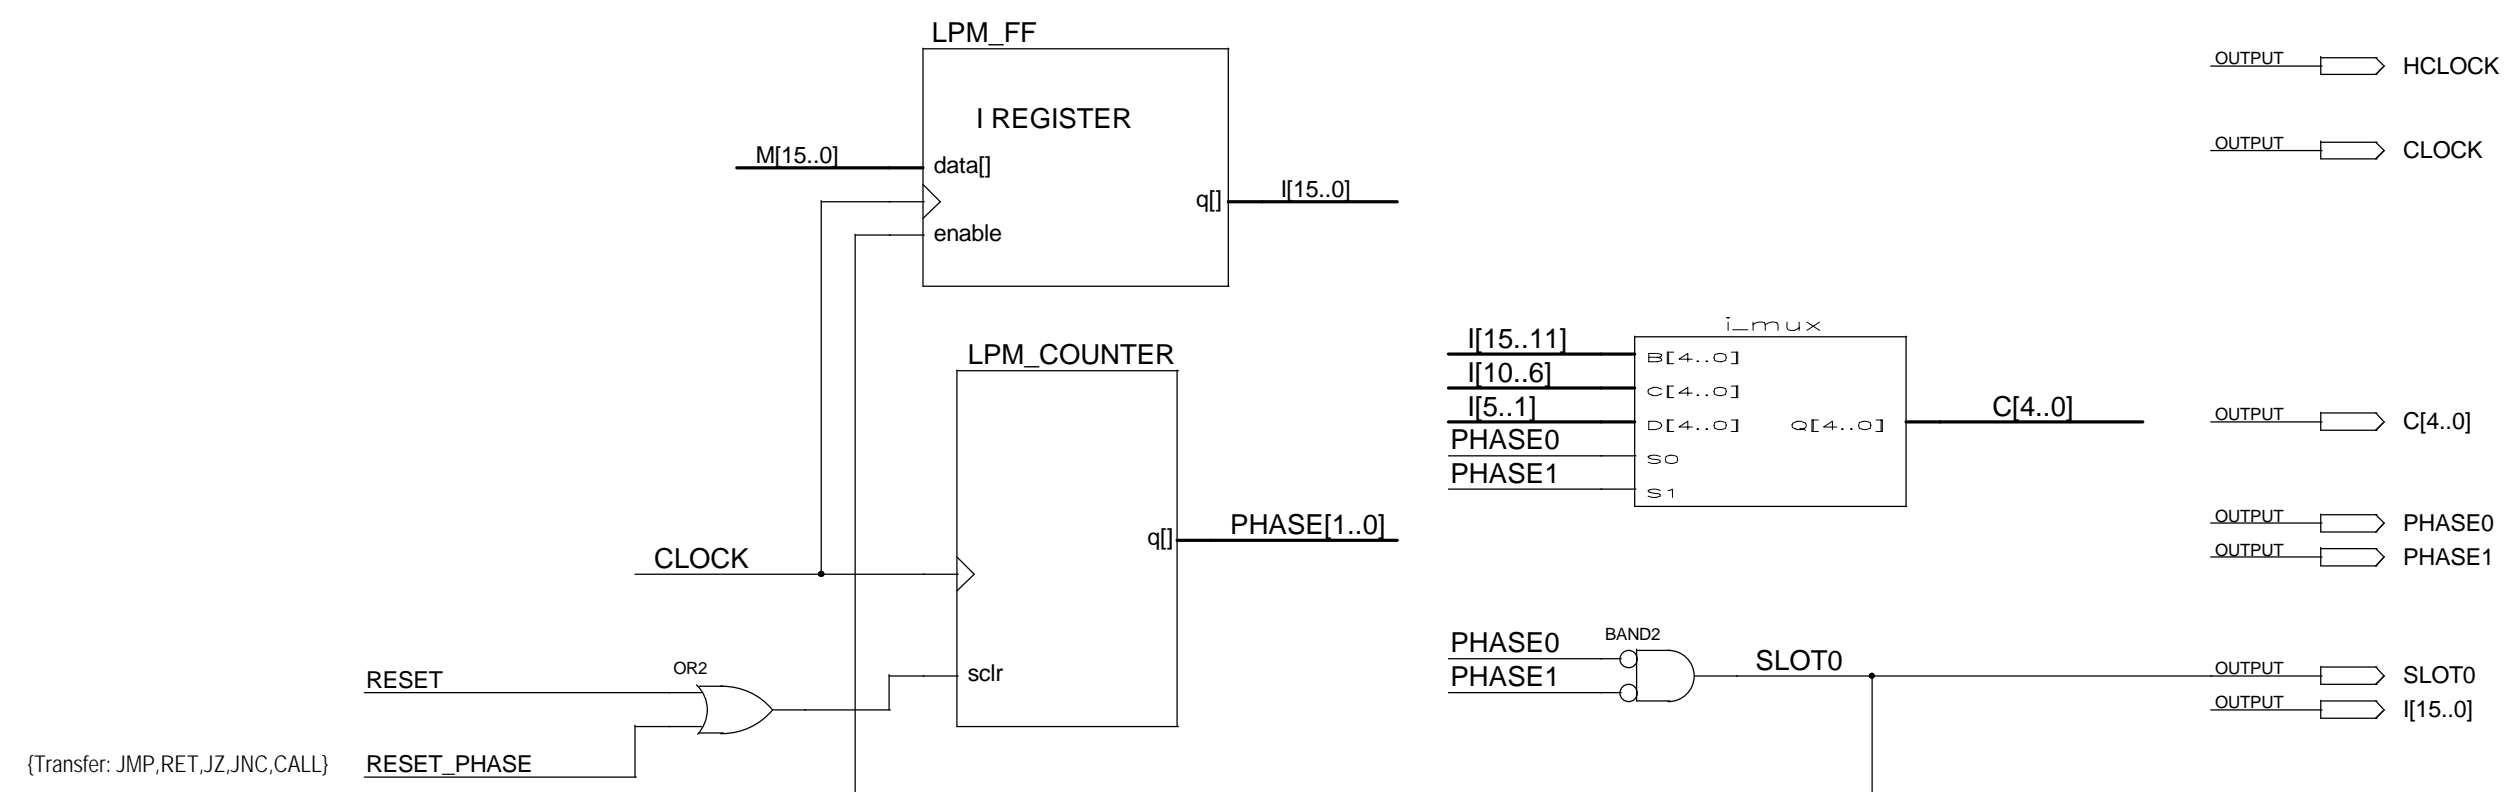 LPM_FF
I REGISTER
M[15..0]
data[]
q[]
I[15..0]
enable
OUTPUT
HCLOCK
OUTPUT
CLOCK
LPM_COUNTER
q[]
PHASE[1..0]
CLOCK
sclr
RESET
OR2
{Transfer: JMP,RET,JZ,JNC,CALL}
RESET_PHASE
i_mux
I[15..11]
B[4..0]
I[10..6]
C[4..0]
I[5..1]
D[4..0]
Q[4..0]
C[4..0]
PHASE0
S0
PHASE1
S1
OUTPUT
C[4..0]
OUTPUT
PHASE0
OUTPUT
PHASE1
PHASE0
BAND2
SLOT0
PHASE1
OUTPUT
SLOT0
OUTPUT
I[15..0]